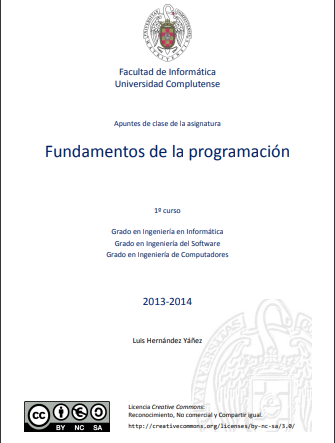 Facultad de Informática
Universidad Complutense
Apuntes de clase de la asignatura
Fundamentos de la programación
1º curso
Grado en Ingeniería en Informática
Grado en Ingeniería del Software
Grado en Ingeniería de Computadores
2013-2014
Luis Hernández Yáñez
cc
BY NC SA
Licencia Creative Commons:
Reconocimiento, No comercial y Compartir igual.
http://creativecommons.org/licenses/by-nc-sa/3.0/